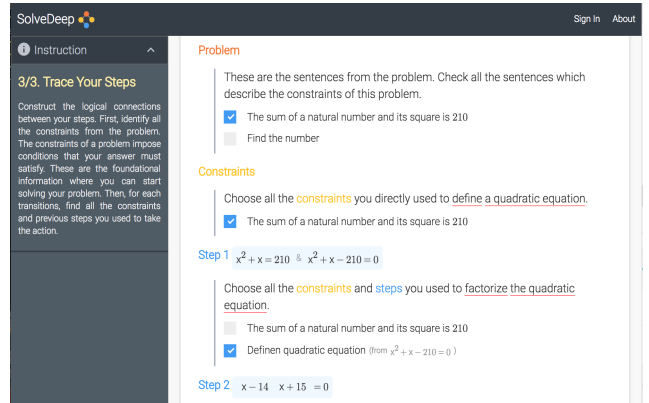 SolveDeep
Sign In About
Instruction
3/3. Trace Your Steps
Construct the logical connections
between your steps. First, identify all
the constraints from the problem.
The constraints of a problem impose
conditions that your answer must
satisfy. These are the foundational
information where you can start
solving your problem. Then, for each
transitions, find all the constraints
and previous steps you used to take
the action.
Problem
These are the sentences from the problem. Check all the sentences which
describe the constraints of this problem.
The sum of a natural number and its square is 210
Find the number
Constraints
Choose all the constraints you directly used to define a quadratic equation.
The sum of a natural number and its square is 210
Step 1 x² + x = 210 & x² + x − 210 = 0
Choose all the constraints and steps you used to factorize the quadratic
equation.
The sum of a natural number and its square is 210
Definen quadratic equation (from x² + x − 210 = 0 )
Step 2 x − 14 x + 15 = 0